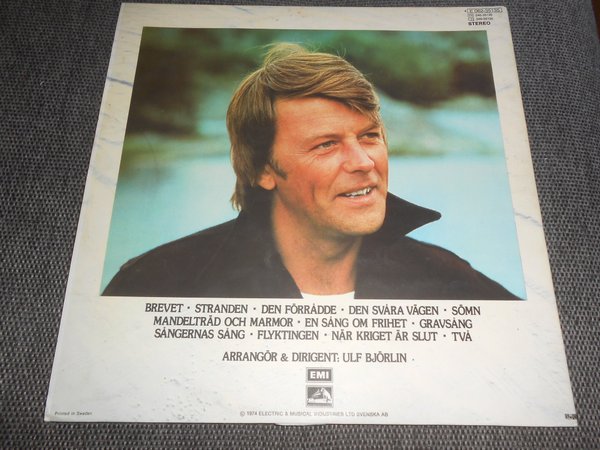 E 062-35135
STEREO
BREVET · STRANDEN · DEN FÖRRÅDDE · DEN SVÅRA VÄGEN · SÖMN
MANDELTRÄD OCH MARMOR · EN SÅNG OM FRIHET · GRAVSÅNG
SÅNGERNAS SÅNG · FLYKTINGEN · NÄR KRIGET ÄR SLUT · TVÅ
ARRANGÖR & DIRIGENT: ULF BJÖRLIN
EMI
Printed in Sweden
© 1974 ELECTRIC & MUSICAL INDUSTRIES LTD SVENSKA AB